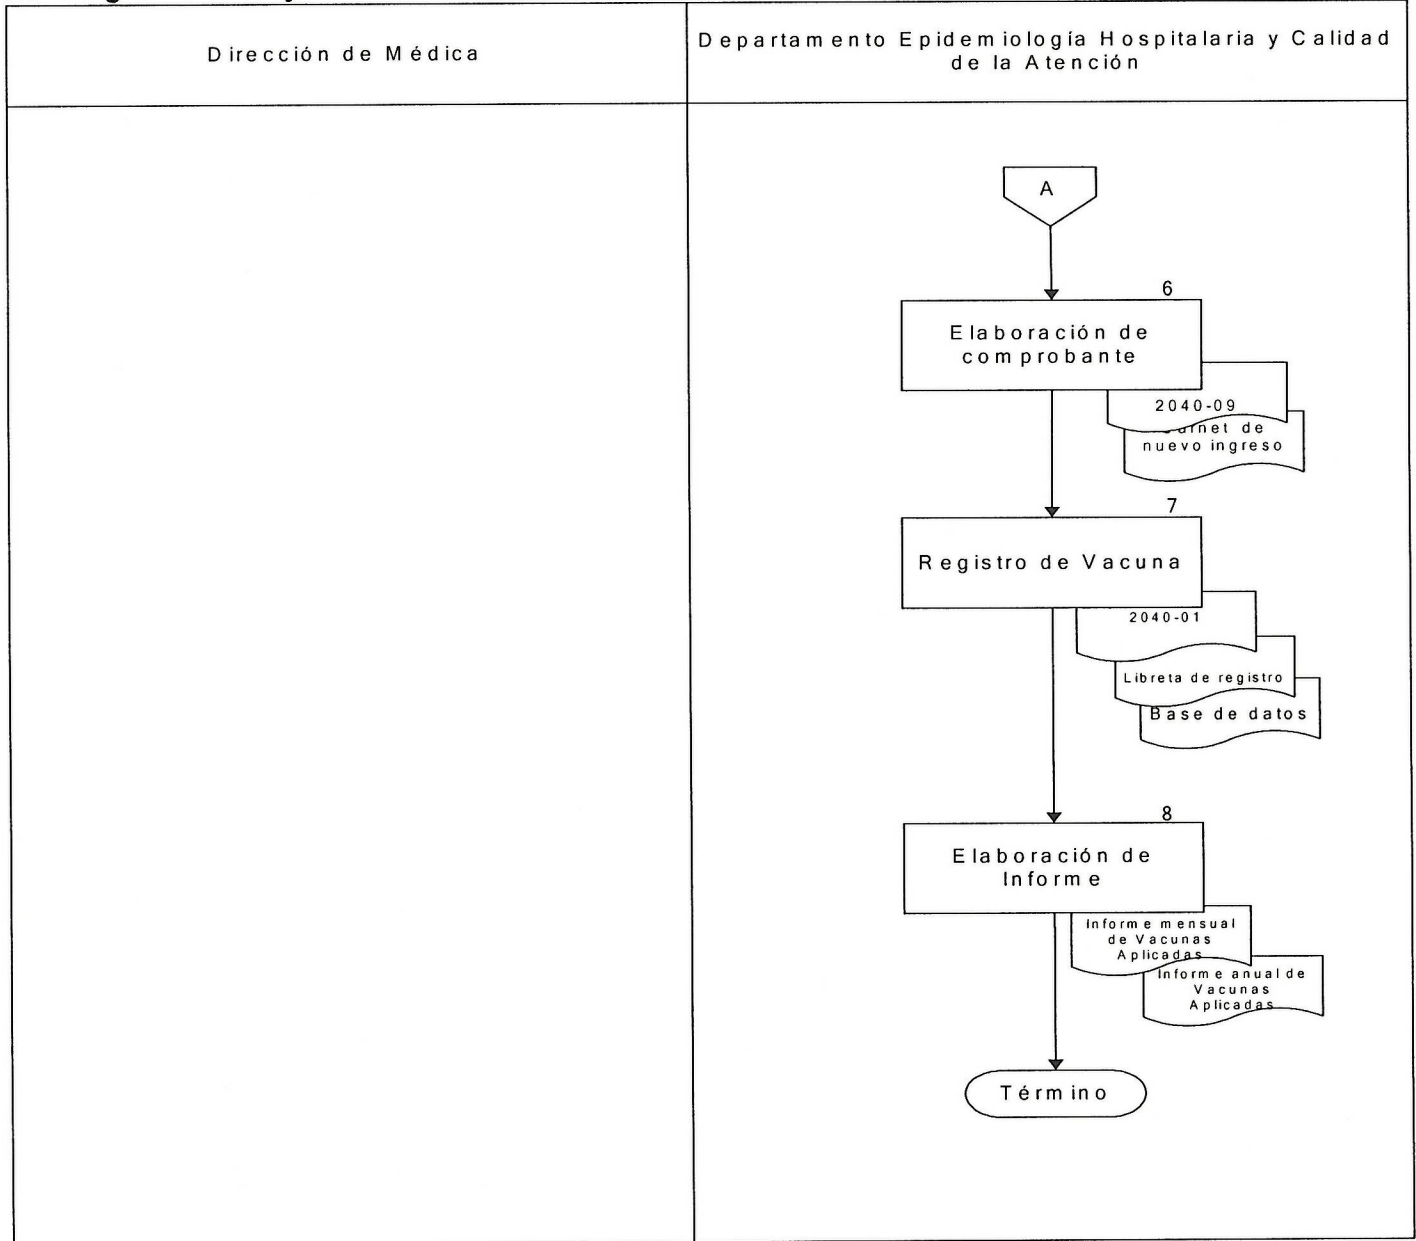 Dirección de Médica
Departamento Epidemiología Hospitalaria y Calidad
de la Atención
A
6
Elaboración de
comprobante
2040-09
nuevo ingreso
7
Registro de Vacuna
2040-01
Libreta de registro
Base de datos
8
Elaboración de
Informe
Informe mensual
de Vacunas
Aplicadas
Informe anual de
Vacunas
Aplicadas
Término